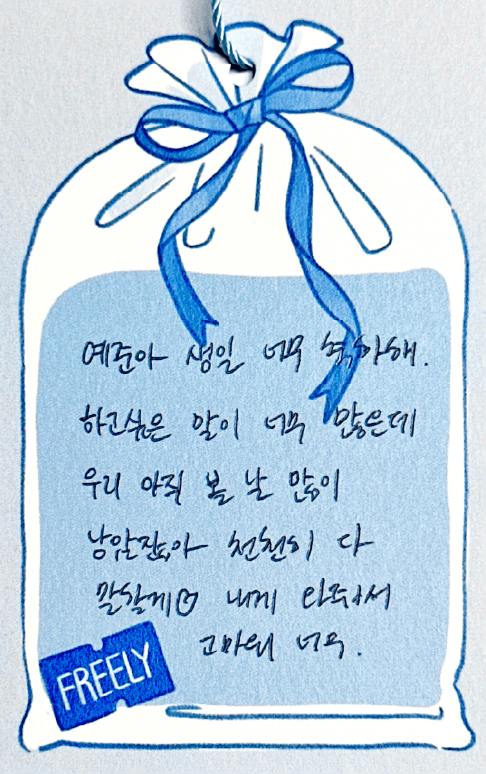 예준아 생일 너무 축하해.
하고싶은 말이 너무 많은데
우리 아직 볼 날 많이
남았잖아 천천히 다
말할게♡ 내게 와줘서
고마워 너무.
FREELY